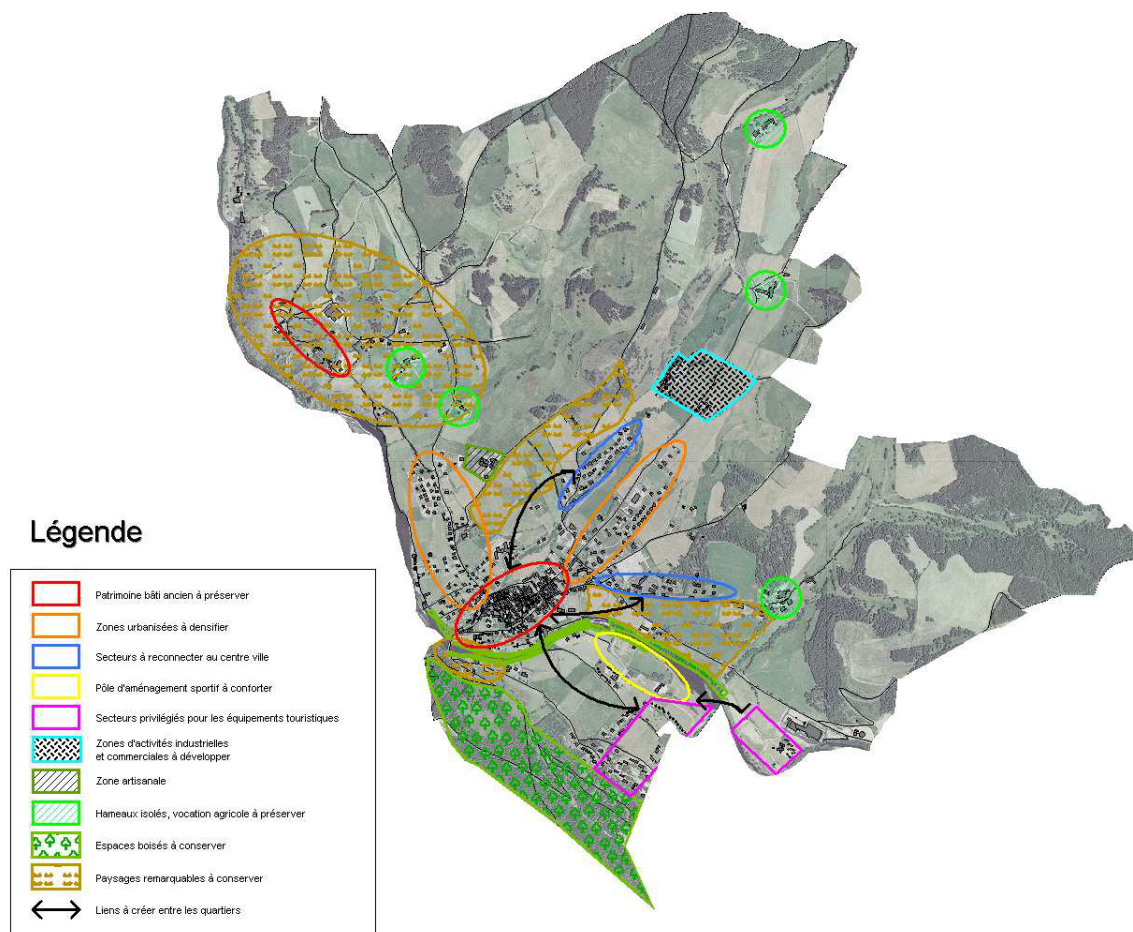 Légende
Patrimoine bâti ancien à préserver
Zones urbanisées à densifier
Secteurs à reconnecter au centre ville
Pôle d'aménagement sportif à conforter
Secteurs privilégiés pour les équipements touristiques
Zones d'activités industrielles
et commerciales à développer
Zone artisanale
Hameaux isolés, vocation agricole à préserver
Espaces boisés à conserver
Paysages remarquables à conserver
Liens à créer entre les quartiers